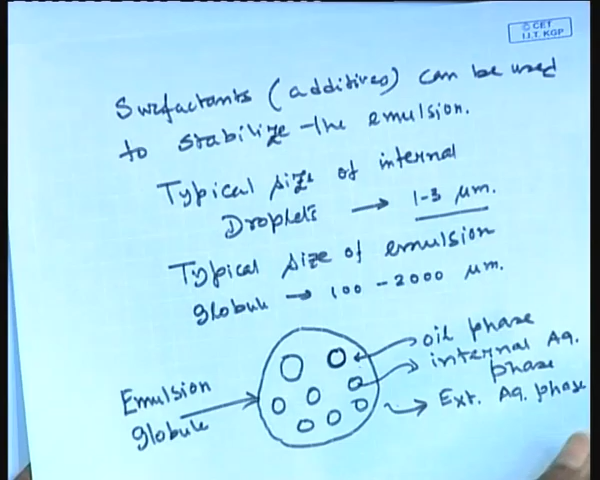 © CET
I.I.T. KGP
Surfactants (additives) can be used
to stabilize the emulsion.
Typical size of internal
Droplets → 1-3 μm.
Typical size of emulsion
globule → 100 - 2000 μm.
oil phase
internal Aq.
phase
Ext. Aq. phase
Emulsion
globule